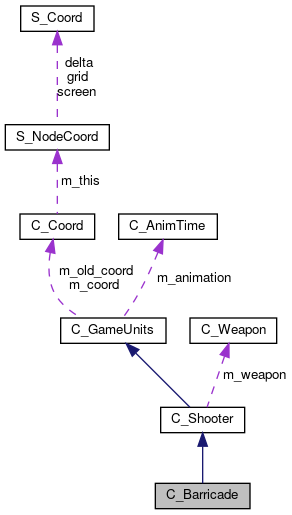 S_Coord
delta
grid
screen
S_NodeCoord
m_this
C_Coord
C_AnimTime
m_old_coord
m_coord
m_animation
C_GameUnits
C_Weapon
m_weapon
C_Shooter
C_Barricade